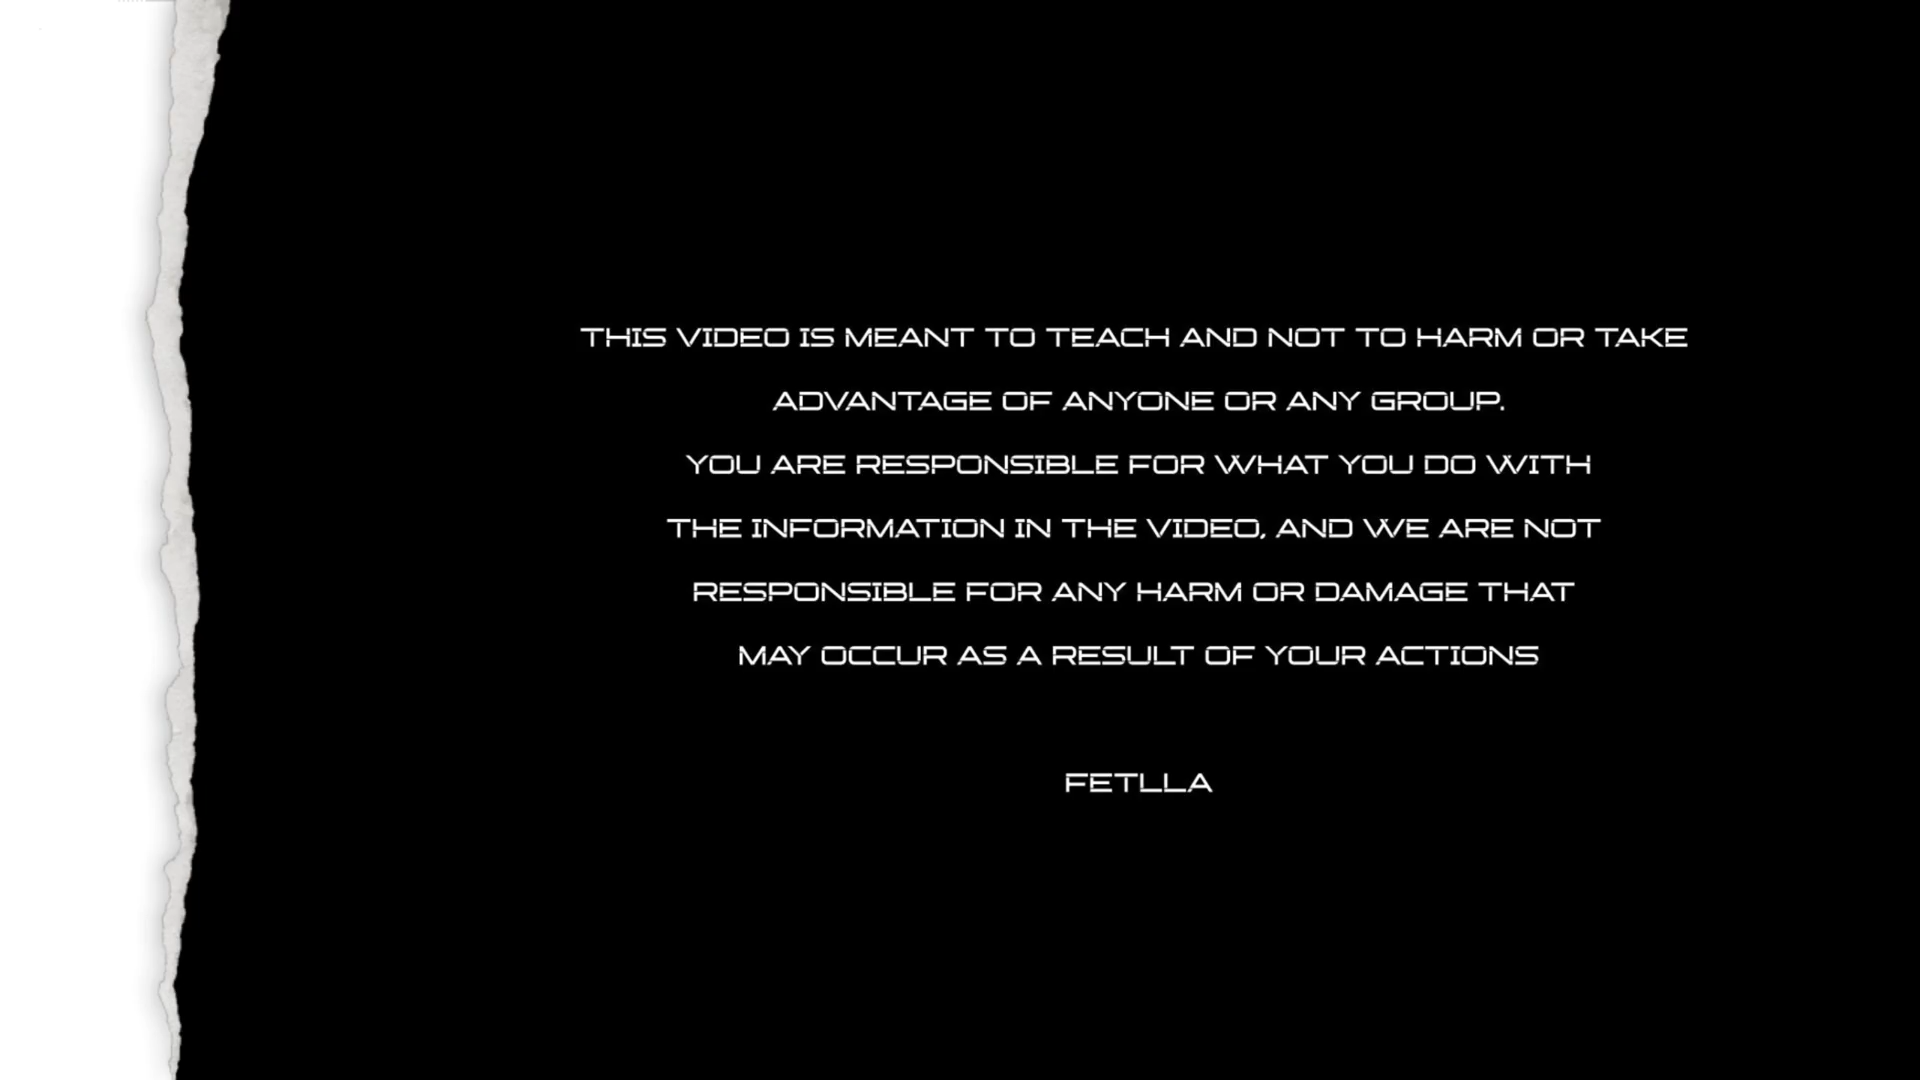 THIS VIDEO IS MEANT TO TEACH AND NOT TO HARM OR TAKE
ADVANTAGE OF ANYONE OR ANY GROUP.
YOU ARE RESPONSIBLE FOR WHAT YOU DO WITH
THE INFORMATION IN THE VIDEO, AND WE ARE NOT
RESPONSIBLE FOR ANY HARM OR DAMAGE THAT
MAY OCCUR AS A RESULT OF YOUR ACTIONS
FETLLA